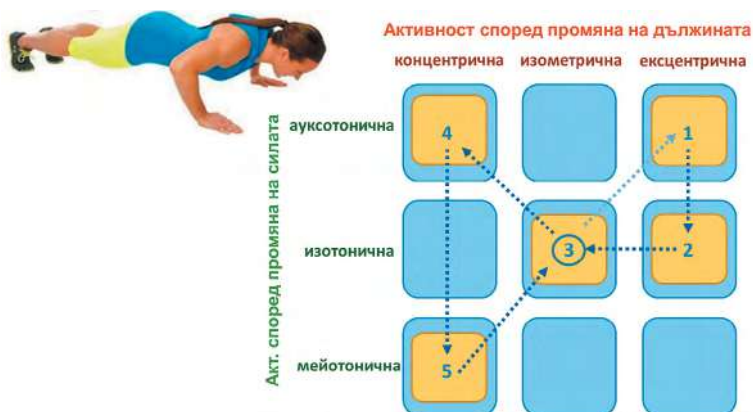 Активност според промяна на дължината
концентрична изометрична ексцентрична
Акт. според промяна на силата
ауксотонична
4 1
изотонична
3 2
мейотонична
5